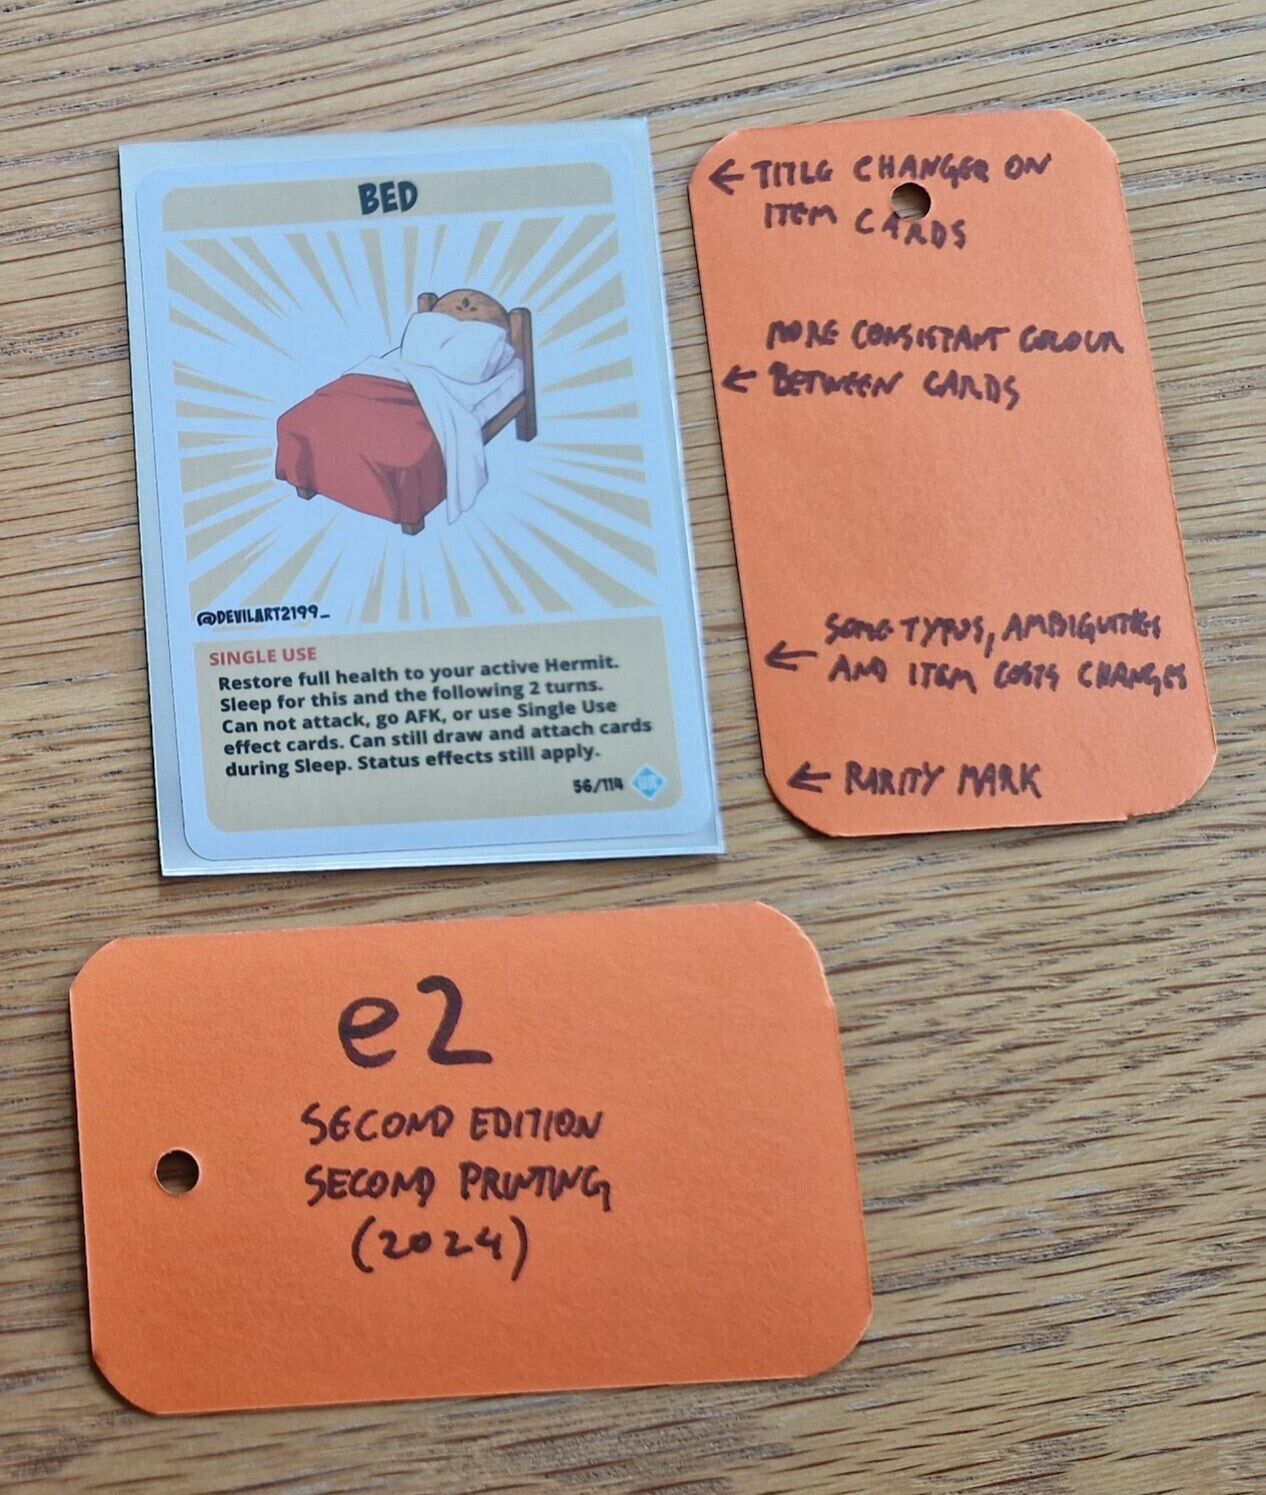 BED
@DEVILART2199_
SINGLE USE
Restore full health to your active Hermit.
Sleep for this and the following 2 turns.
Can not attack, go AFK, or use Single Use
effect cards. Can still draw and attach cards
during Sleep. Status effects still apply.
56/114
UR
← TITLE CHANGER ON
ITEM CARDS
MORE CONSISTANT COLOUR
← BETWEEN CARDS
SOME TYPOS, AMBIGUITIES
← AND ITEM COSTS CHANGES
← RARITY MARK
e2
SECOND EDITION
SECOND PRINTING
(2024)